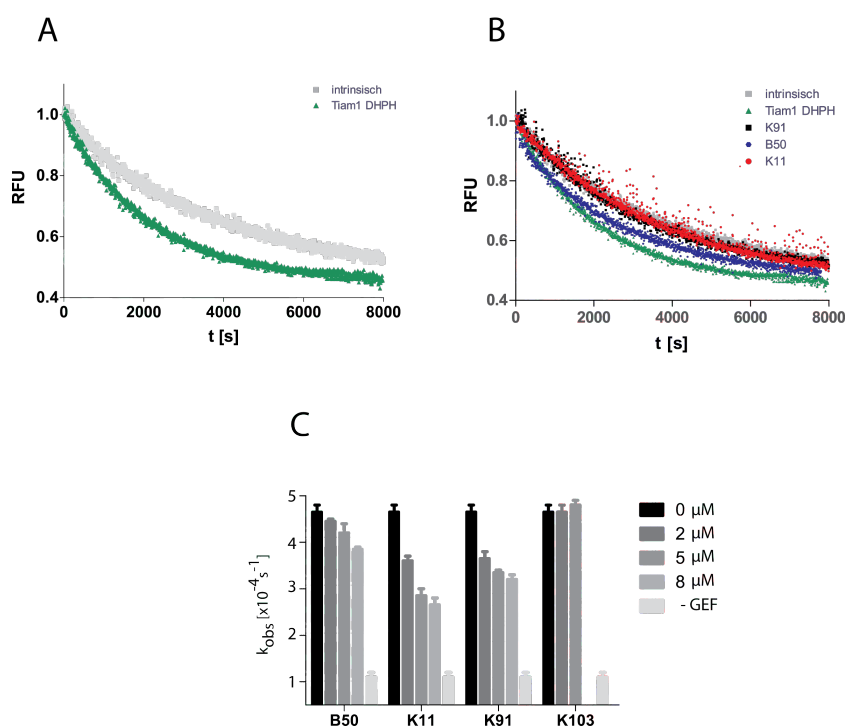 A
intrinsisch
Tiam1 DHPH
RFU
1.0
0.8
0.6
0.4
0 2000 4000 6000 8000
t [s]
B
intrinsisch
Tiam1 DHPH
K91
B50
K11
RFU
1.0
0.8
0.6
0.4
0 2000 4000 6000 8000
t [s]
C
kobs [x10-4s-1]
5
4
3
2
1
B50 K11 K91 K103
0 µM
2 µM
5 µM
8 µM
- GEF